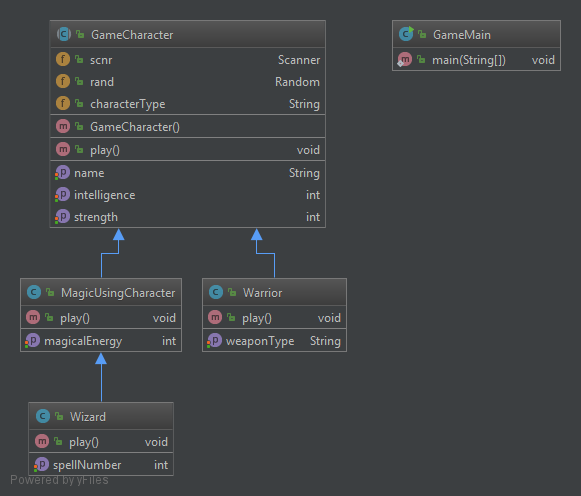 GameCharacter
scnr Scanner
rand Random
characterType String
GameCharacter()
play() void
name String
intelligence int
strength int
GameMain
main(String[]) void
MagicUsingCharacter
play() void
magicalEnergy int
Warrior
play() void
weaponType String
Wizard
play() void
spellNumber int
Powered by yFiles